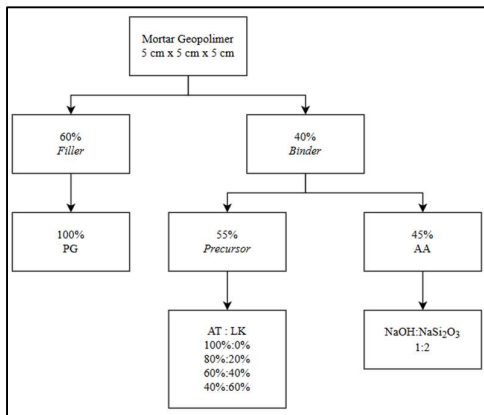 Mortar Geopolimer
5 cm x 5 cm x 5 cm
60%
Filler
40%
Binder
100%
PG
55%
Precursor
45%
AA
AT : LK
100%:0%
80%:20%
60%:40%
40%:60%
NaOH:NaSi₂O₃
1:2